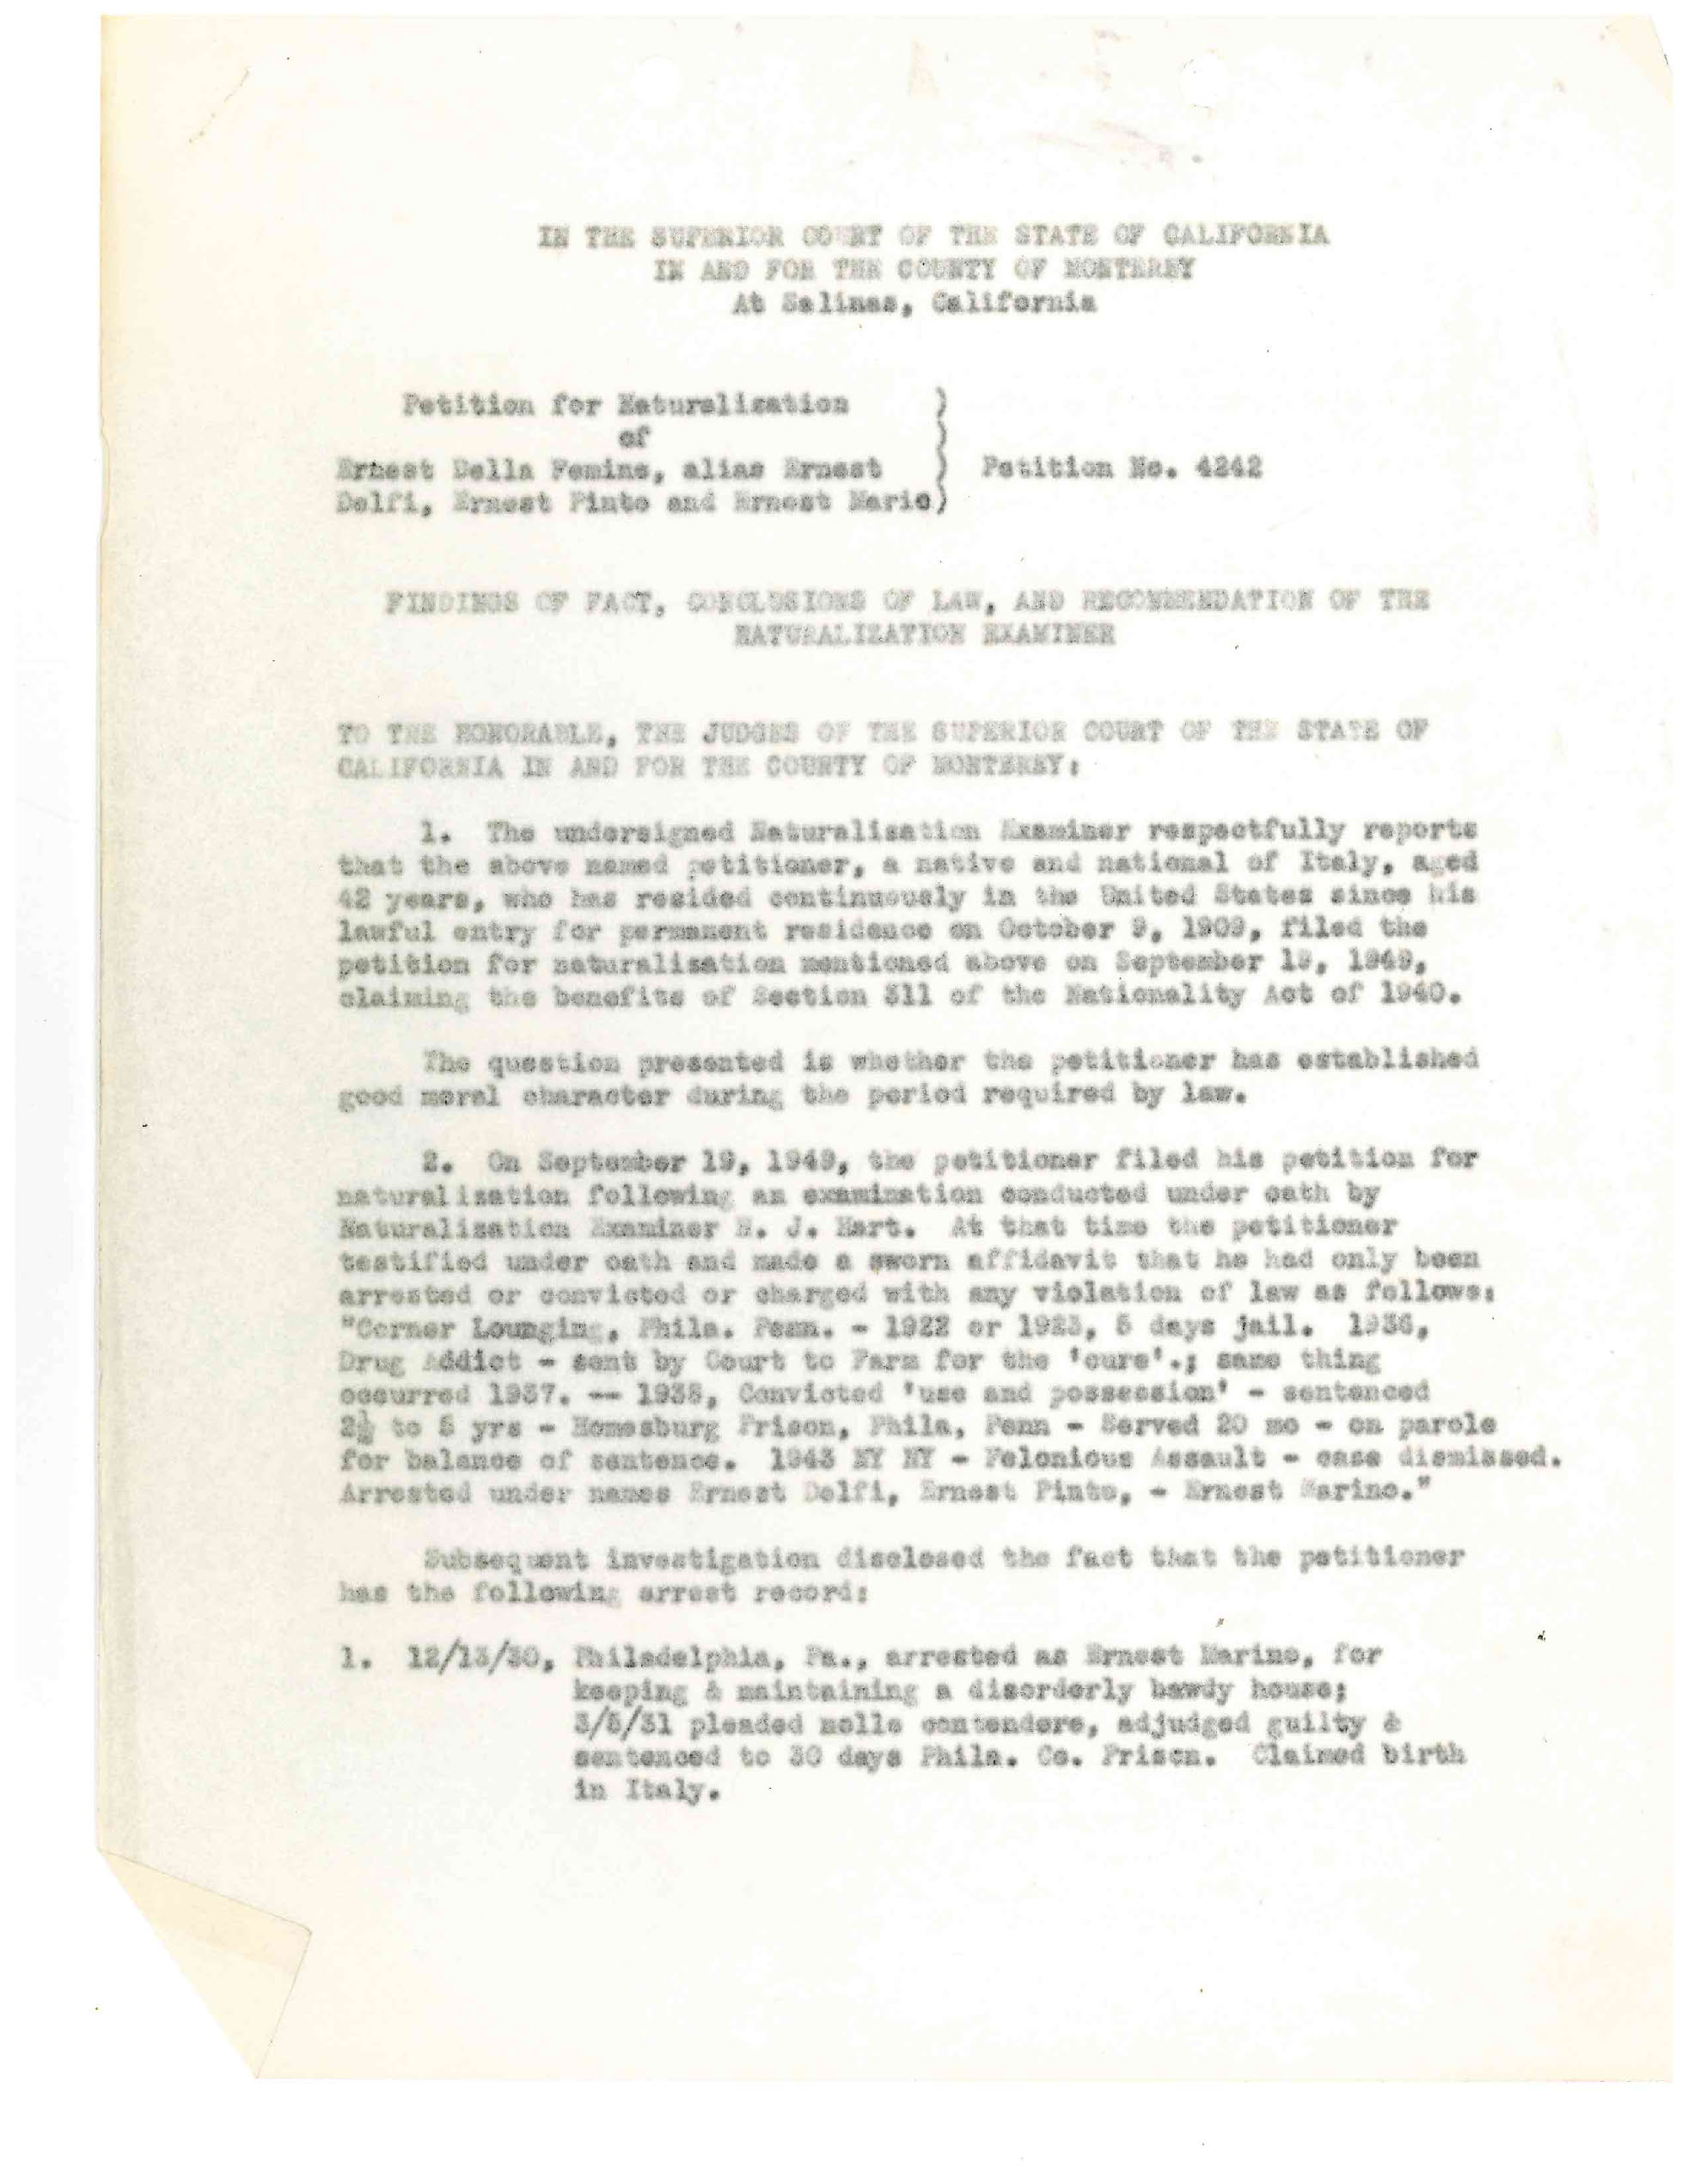 IN THE SUPERIOR COURT OF THE STATE OF CALIFORNIA
IN AND FOR THE COUNTY OF MONTEREY
At Salinas, California
Petition for Naturalization )
of )
Ernest Della Femine, alias Ernest ) Petition No. 4242
Delfi, Ernest Pinto and Ernest Marino)
FINDINGS OF FACT, CONCLUSIONS OF LAW, AND RECOMMENDATION OF THE
NATURALIZATION EXAMINER
TO THE HONORABLE, THE JUDGES OF THE SUPERIOR COURT OF THE STATE OF
CALIFORNIA IN AND FOR THE COUNTY OF MONTEREY:
1. The undersigned Naturalization Examiner respectfully reports
that the above named petitioner, a native and national of Italy, aged
42 years, who has resided continuously in the United States since his
lawful entry for permanent residence on October 9, 1909, filed the
petition for naturalization mentioned above on September 19, 1949,
claiming the benefits of Section 311 of the Nationality Act of 1940.
The question presented is whether the petitioner has established
good moral character during the period required by law.
2. On September 19, 1949, the petitioner filed his petition for
naturalization following an examination conducted under oath by
Naturalization Examiner J. Hart. At that time the petitioner
testified under oath and made a sworn affidavit that he had only been
arrested or convicted or charged with any violation of law as follows:
"Corner Lounging, Phila. Penn. - 1922 or 1923, 5 days jail. 1936,
Drug Addict - sent by Court to Farm for the 'cure'.; same thing
occurred 1937. -- 1938, Convicted 'use and possession' - sentenced
2½ to 5 yrs - Homesburg Prison, Phila, Penn - Served 20 mo - on parole
for balance of sentence. 1943 NY NY - Felonious Assault - case dismissed.
Arrested under names Ernest Delfi, Ernest Pinto, - Ernest Marino."
Subsequent investigation disclosed the fact that the petitioner
has the following arrest record:
1. 12/13/30, Philadelphia, Pa., arrested as Ernest Marino, for
keeping & maintaining a disorderly bawdy house;
3/5/31 pleaded nolle contendere, adjudged guilty &
sentenced to 30 days Phila. Co. Prison. Claimed birth
in Italy.